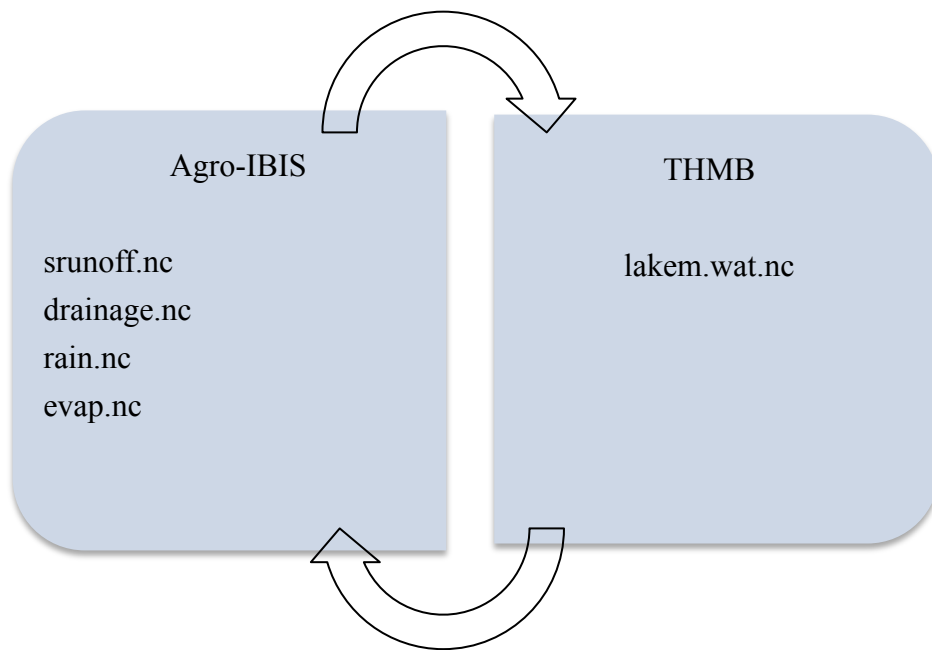 Agro-IBIS
srunoff.nc
drainage.nc
rain.nc
evap.nc
THMB
lakem.wat.nc